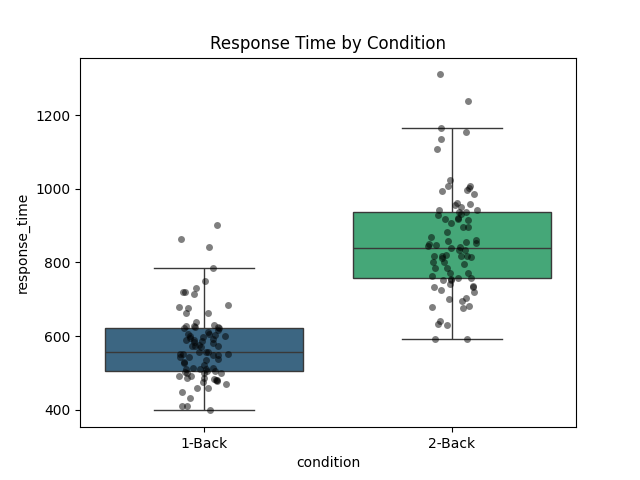 Response Time by Condition
1200
1000
800
600
400
response_time
1-Back
2-Back
condition